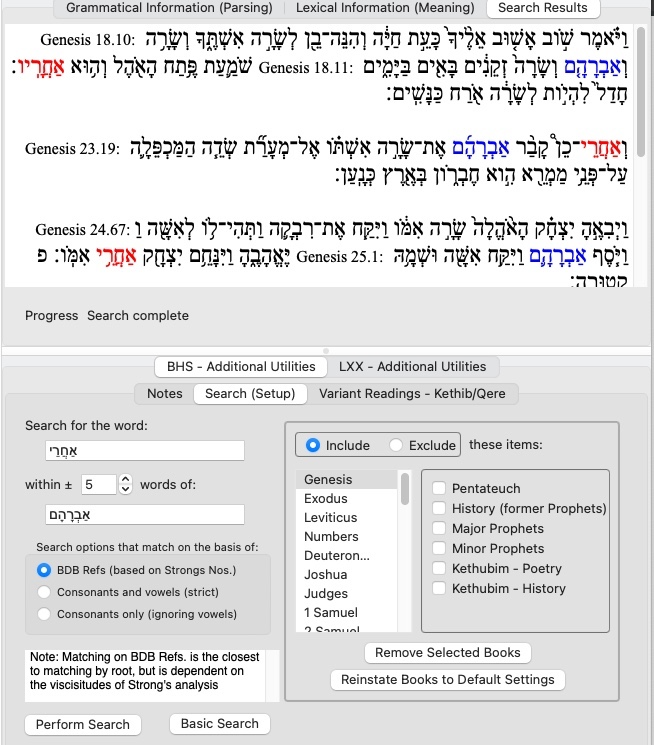 Grammatical Information (Parsing) Lexical Information (Meaning) Search Results
Genesis 18.10: וַיֹּ֗אמֶר שׁ֣וֹב אָשׁ֤וּב אֵלֶ֙יךָ֙ כָּעֵ֣ת חַיָּ֔ה וְהִנֵּה־בֵ֖ן לְשָׂרָ֣ה אִשְׁתֶּ֑ךָ וְשָׂרָ֥ה
שֹׁמַ֛עַת פֶּ֥תַח הָאֹ֖הֶל וְה֥וּא אַחֲרָֽיו׃ Genesis 18.11: וְאַבְרָהָ֤ם וְשָׂרָה֙ זְקֵנִ֔ים בָּאִ֖ים בַּיָּמִ֑ים
חָדַל֙ לִהְי֣וֹת לְשָׂרָ֔ה אֹ֖רַח כַּנָּשִֽׁים׃
Genesis 23.19: וְאַחֲרֵי־כֵן֩ קָבַ֨ר אַבְרָהָ֜ם אֶת־שָׂרָ֣ה אִשְׁתּ֗וֹ אֶל־מְעָרַ֞ת שְׂדֵ֧ה הַמַּכְפֵּלָ֛ה
עַל־פְּנֵ֥י מַמְרֵ֖א הִ֣וא חֶבְר֑וֹן בְּאֶ֖רֶץ כְּנָֽעַן׃
Genesis 24.67: וַיְבִאֶ֣הָ יִצְחָ֗ק הָאֹ֙הֱלָה֙ שָׂרָ֣ה אִמּ֔וֹ וַיִּקַּ֧ח אֶת־רִבְקָ֛ה וַתְּהִי־ל֥וֹ לְאִשָּׁ֖ה וַ
יֶּאֱהָבֶ֑הָ וַיִּנָּחֵ֥ם יִצְחָ֖ק אַחֲרֵ֥י אִמּֽוֹ׃ פ Genesis 25.1: וַיֹּ֧סֶף אַבְרָהָ֛ם וַיִּקַּ֥ח אִשָּׁ֖ה וּשְׁמָ֥הּ
קְטוּרָֽה׃
Progress Search complete
BHS - Additional Utilities LXX - Additional Utilities
Notes Search (Setup) Variant Readings - Kethib/Qere
Search for the word:
אַחֲרֵי
within ± 5 words of:
אַבְרָהָם
Search options that match on the basis of:
BDB Refs (based on Strongs Nos.)
Consonants and vowels (strict)
Consonants only (ignoring vowels)
Note: Matching on BDB Refs. is the closest
to matching by root, but is dependent on
the viscisitudes of Strong's analysis
Perform Search Basic Search
Include Exclude these items:
Genesis
Exodus
Leviticus
Numbers
Deuteron...
Joshua
Judges
1 Samuel
2 Samuel
Pentateuch
History (former Prophets)
Major Prophets
Minor Prophets
Kethubim - Poetry
Kethubim - History
Remove Selected Books
Reinstate Books to Default Settings